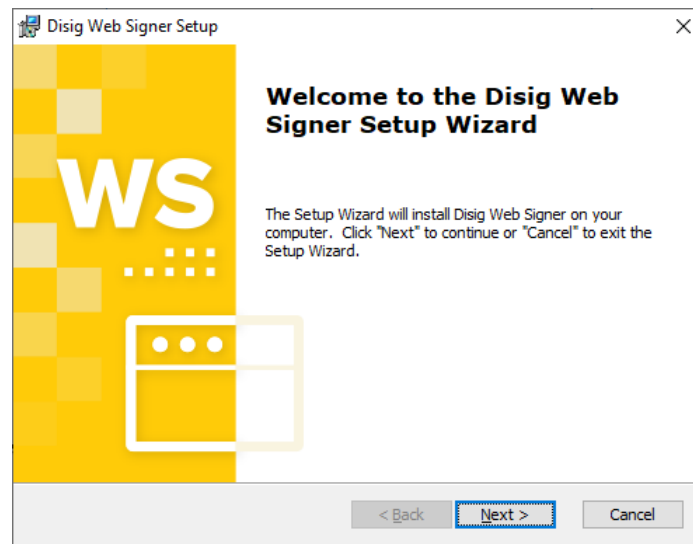 Disig Web Signer Setup
WS
Welcome to the Disig Web
Signer Setup Wizard
The Setup Wizard will install Disig Web Signer on your
computer. Click "Next" to continue or "Cancel" to exit the
Setup Wizard.
< Back Next > Cancel